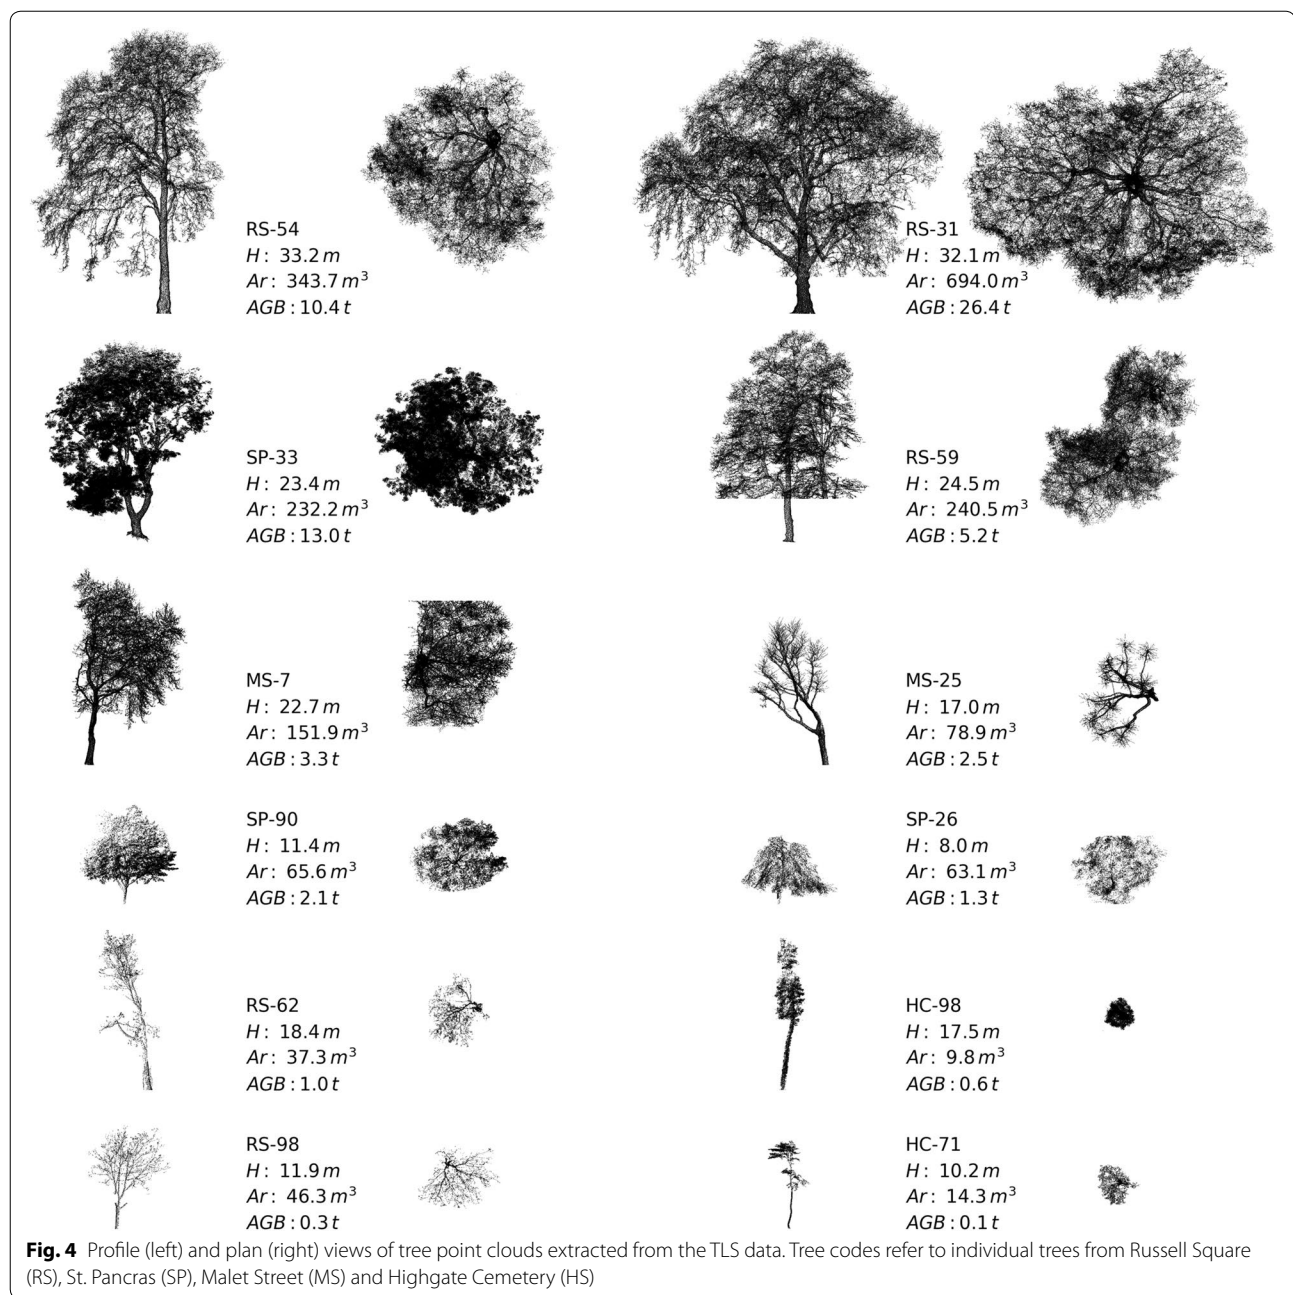 RS-54
H: 33.2 m
Ar: 343.7 m³
AGB: 10.4 t
RS-31
H: 32.1 m
Ar: 694.0 m³
AGB: 26.4 t
SP-33
H: 23.4 m
Ar: 232.2 m³
AGB: 13.0 t
RS-59
H: 24.5 m
Ar: 240.5 m³
AGB: 5.2 t
MS-7
H: 22.7 m
Ar: 151.9 m³
AGB: 3.3 t
MS-25
H: 17.0 m
Ar: 78.9 m³
AGB: 2.5 t
SP-90
H: 11.4 m
Ar: 65.6 m³
AGB: 2.1 t
SP-26
H: 8.0 m
Ar: 63.1 m³
AGB: 1.3 t
RS-62
H: 18.4 m
Ar: 37.3 m³
AGB: 1.0 t
HC-98
H: 17.5 m
Ar: 9.8 m³
AGB: 0.6 t
RS-98
H: 11.9 m
Ar: 46.3 m³
AGB: 0.3 t
HC-71
H: 10.2 m
Ar: 14.3 m³
AGB: 0.1 t
Fig. 4 Profile (left) and plan (right) views of tree point clouds extracted from the TLS data. Tree codes refer to individual trees from Russell Square
(RS), St. Pancras (SP), Malet Street (MS) and Highgate Cemetery (HS)